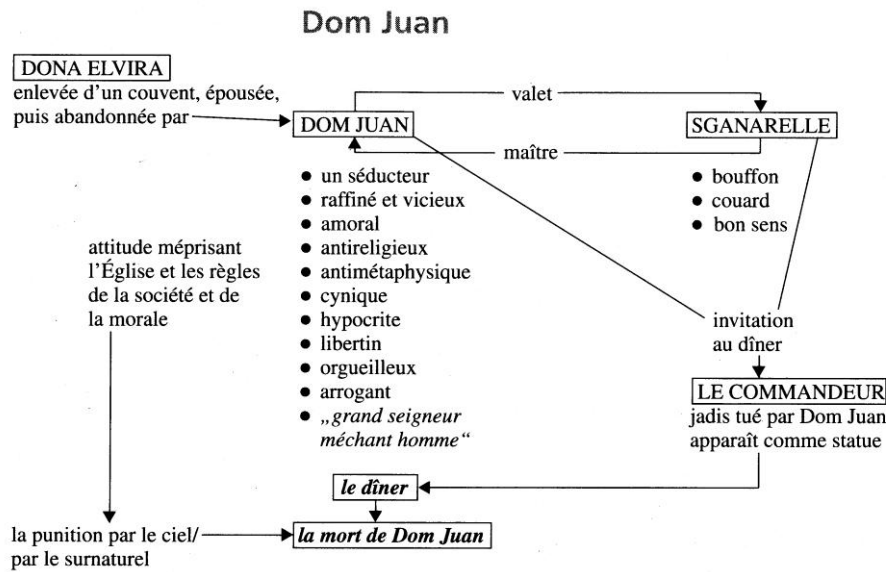 Dom Juan
DONA ELVIRA
enlevée d'un couvent, épousée,
puis abandonnée par
valet
DOM JUAN
SGANARELLE
maître
● un séducteur
● raffiné et vicieux
● amoral
● antireligieux
● antimétaphysique
● cynique
● hypocrite
● libertin
● orgueilleux
● arrogant
● „grand seigneur
méchant homme“
● bouffon
● couard
● bon sens
attitude méprisant
l'Église et les règles
de la société et de
la morale
invitation
au dîner
LE COMMANDEUR
jadis tué par Dom Juan
apparaît comme statue
le dîner
la punition par le ciel/
par le surnaturel
la mort de Dom Juan